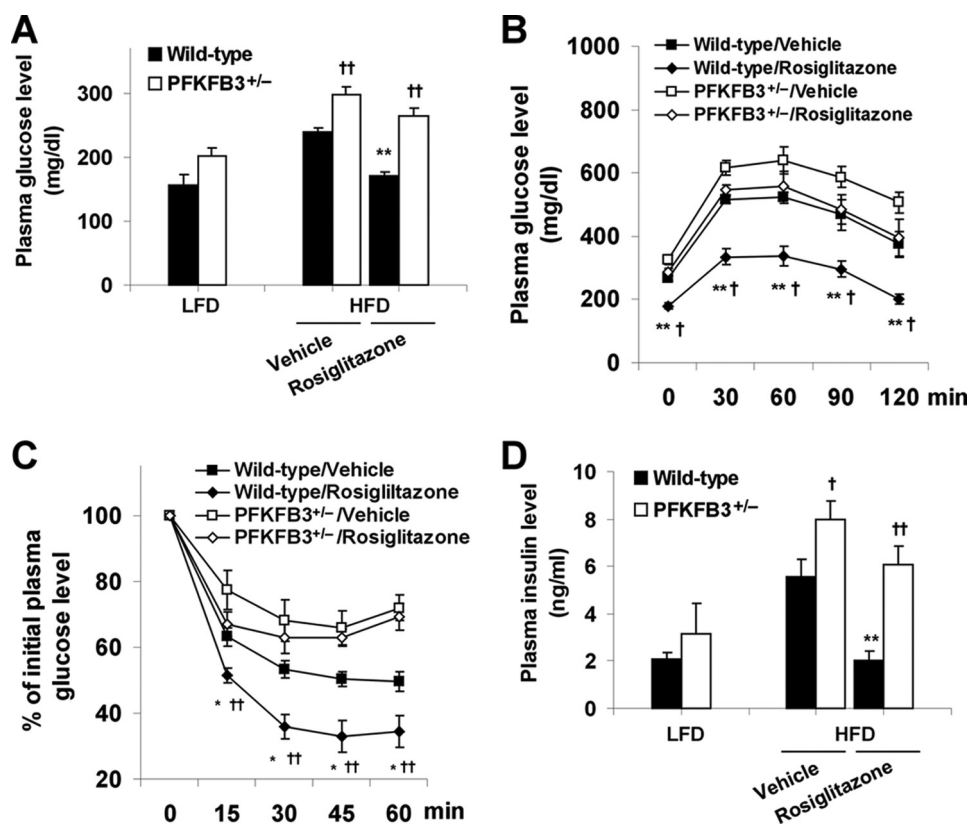 A
Wild-type
PFKFB3+/−
Plasma glucose level
(mg/dl)
300
200
100
0
††
**
††
LFD
HFD
Vehicle
Rosiglitazone
B
Wild-type/Vehicle
Wild-type/Rosiglitazone
PFKFB3+/−/Vehicle
PFKFB3+/−/Rosiglitazone
Plasma glucose level
(mg/dl)
1000
800
600
400
200
0
** †
** †
** †
** †
** †
0 30 60 90 120 min
C
Wild-type/Vehicle
Wild-type/Rosigliltazone
PFKFB3+/−/Vehicle
PFKFB3+/−/Rosiglitazone
% of initial plasma
glucose level
100
80
60
40
20
* ††
* ††
* ††
* ††
0 15 30 45 60 min
D
Wild-type
PFKFB3+/−
Plasma insulin level
(ng/ml)
10
8
6
4
2
0
†
**
††
LFD
HFD
Vehicle
Rosiglitazone